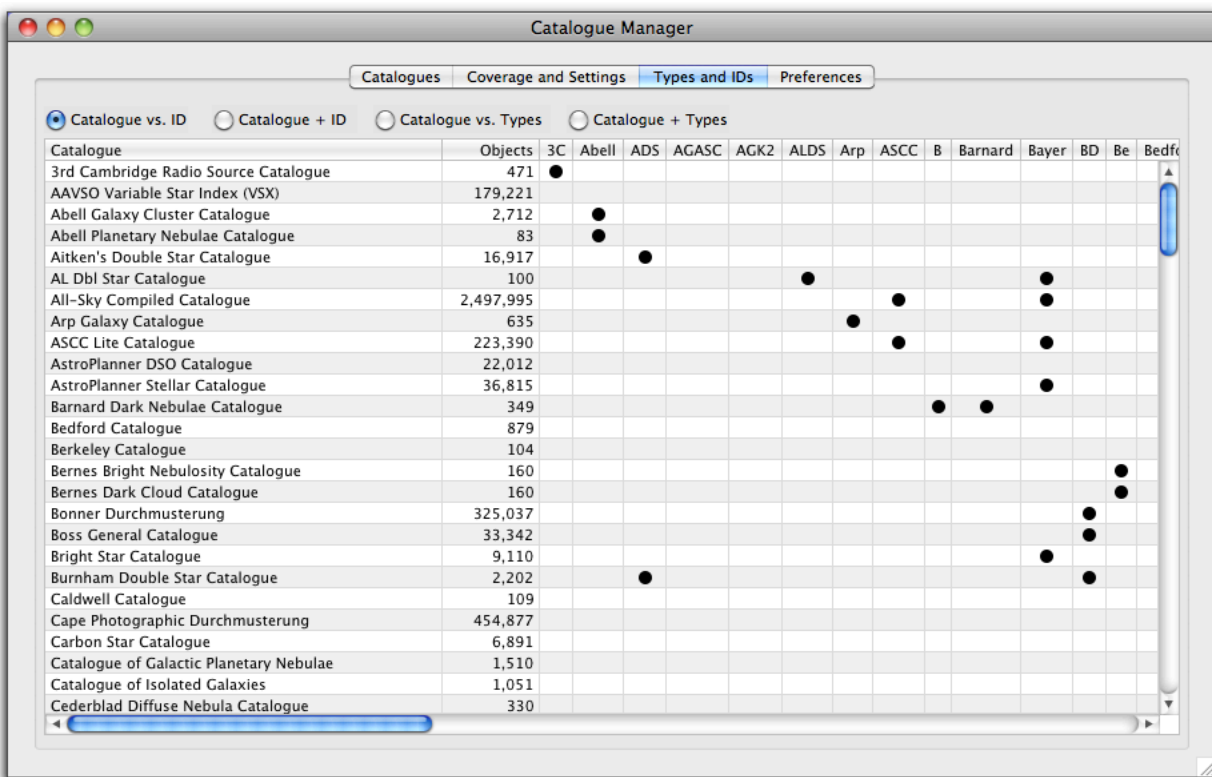 Catalogue Manager
Catalogues Coverage and Settings Types and IDs Preferences
Catalogue vs. ID Catalogue + ID Catalogue vs. Types Catalogue + Types
Catalogue Objects 3C Abell ADS AGASC AGK2 ALDS Arp ASCC B Barnard Bayer BD Be Bedfo
3rd Cambridge Radio Source Catalogue 471
AAVSO Variable Star Index (VSX) 179,221
Abell Galaxy Cluster Catalogue 2,712
Abell Planetary Nebulae Catalogue 83
Aitken's Double Star Catalogue 16,917
AL Dbl Star Catalogue 100
All-Sky Compiled Catalogue 2,497,995
Arp Galaxy Catalogue 635
ASCC Lite Catalogue 223,390
AstroPlanner DSO Catalogue 22,012
AstroPlanner Stellar Catalogue 36,815
Barnard Dark Nebulae Catalogue 349
Bedford Catalogue 879
Berkeley Catalogue 104
Bernes Bright Nebulosity Catalogue 160
Bernes Dark Cloud Catalogue 160
Bonner Durchmusterung 325,037
Boss General Catalogue 33,342
Bright Star Catalogue 9,110
Burnham Double Star Catalogue 2,202
Caldwell Catalogue 109
Cape Photographic Durchmusterung 454,877
Carbon Star Catalogue 6,891
Catalogue of Galactic Planetary Nebulae 1,510
Catalogue of Isolated Galaxies 1,051
Cederblad Diffuse Nebula Catalogue 330